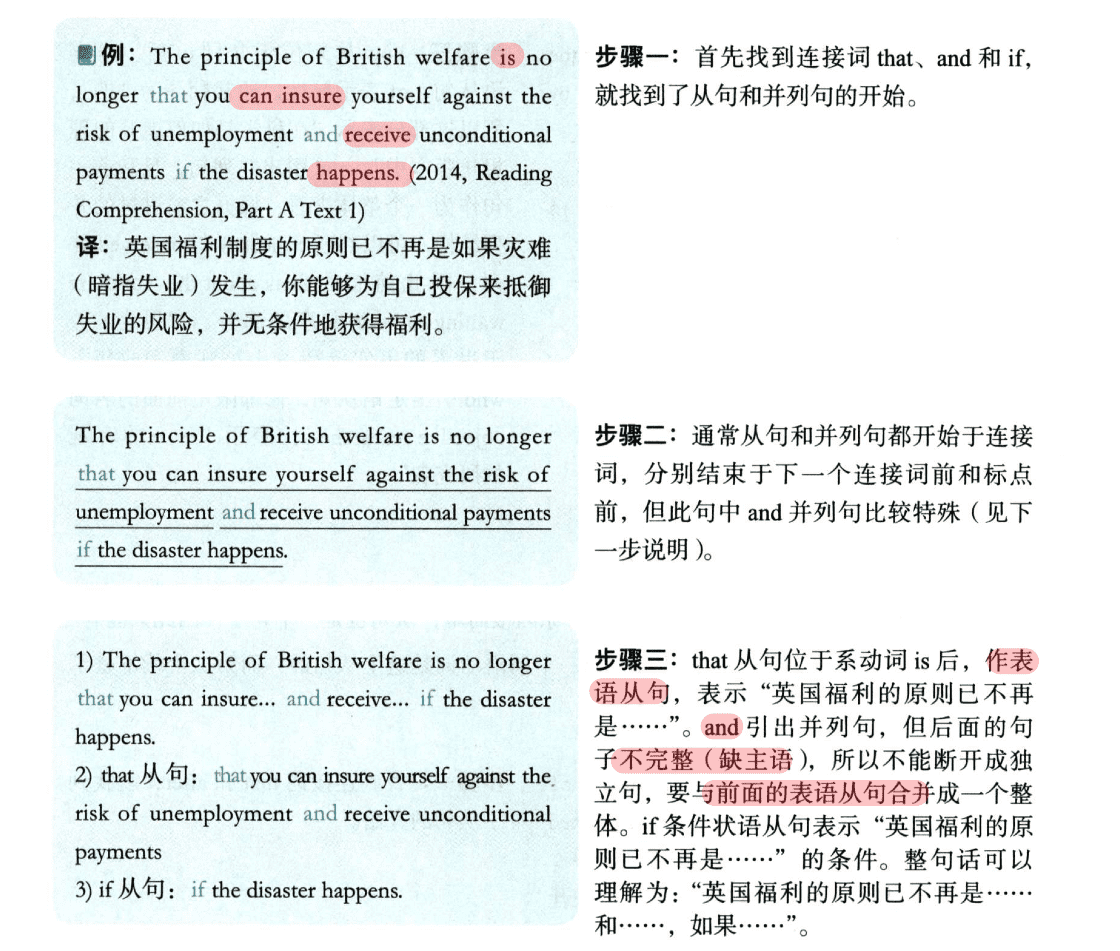 例：The principle of British welfare is no
longer that you can insure yourself against the
risk of unemployment and receive unconditional
payments if the disaster happens. (2014, Reading
Comprehension, Part A Text 1)
译：英国福利制度的原则已不再是如果灾难
（暗指失业）发生，你能够为自己投保来抵御
失业的风险，并无条件地获得福利。
步骤一：首先找到连接词 that、and 和 if，
就找到了从句和并列句的开始。
The principle of British welfare is no longer
that you can insure yourself against the risk of
unemployment and receive unconditional payments
if the disaster happens.
步骤二：通常从句和并列句都开始于连接
词，分别结束于下一个连接词前和标点
前，但此句中 and 并列句比较特殊（见下
一步说明）。
1) The principle of British welfare is no longer
that you can insure... and receive... if the disaster
happens.
2) that 从句：that you can insure yourself against the
risk of unemployment and receive unconditional
payments
3) if 从句：if the disaster happens.
步骤三：that 从句位于系动词 is 后，作表
语从句，表示“英国福利的原则已不再
是……”。and 引出并列句，但后面的句
子不完整（缺主语），所以不能断开成独
立句，要与前面的表语从句合并成一个整
体。if 条件状语从句表示“英国福利的原
则已不再是……”的条件。整句话可以
理解为：“英国福利的原则已不再是……
和……，如果……”。